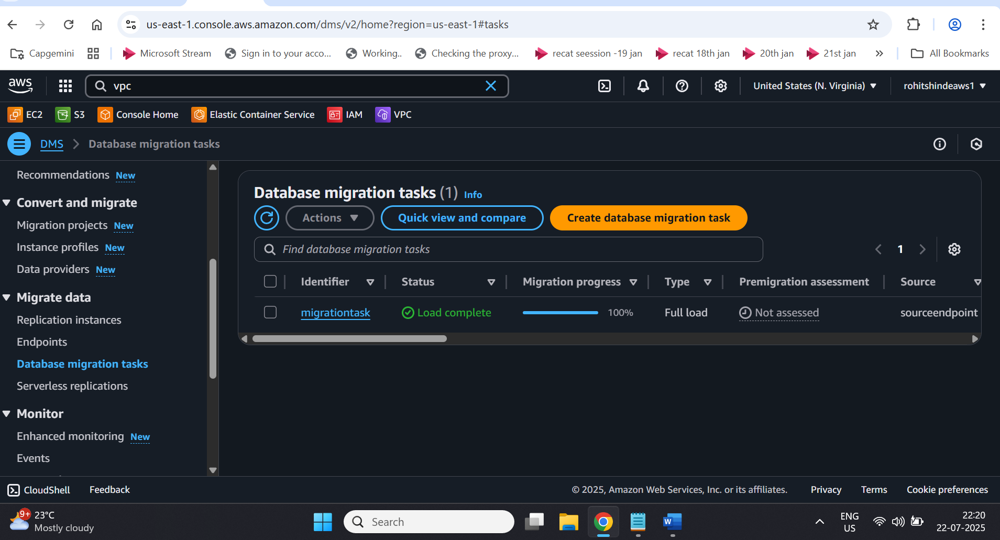 us-east-1.console.aws.amazon.com/dms/v2/home?region=us-east-1#tasks
Capgemini Microsoft Stream Sign in to your acco... Working.. Checking the proxy... recat seession -19 jan recat 18th jan 20th jan 21st jan » All Bookmarks
aws vpc United States (N. Virginia) rohitshindeaws1
EC2 S3 Console Home Elastic Container Service IAM VPC
DMS Database migration tasks
Recommendations New
Convert and migrate
Migration projects New
Instance profiles New
Data providers New
Migrate data
Replication instances
Endpoints
Database migration tasks
Serverless replications
Monitor
Enhanced monitoring New
Events
Database migration tasks (1) Info
Actions Quick view and compare Create database migration task
Find database migration tasks 1
Identifier Status Migration progress Type Premigration assessment Source
migrationtask Load complete 100% Full load Not assessed sourceendpoint
CloudShell Feedback © 2025, Amazon Web Services, Inc. or its affiliates. Privacy Terms Cookie preferences
9+ 23°C
Mostly cloudy
Search
W
ENG
US
22:20
22-07-2025